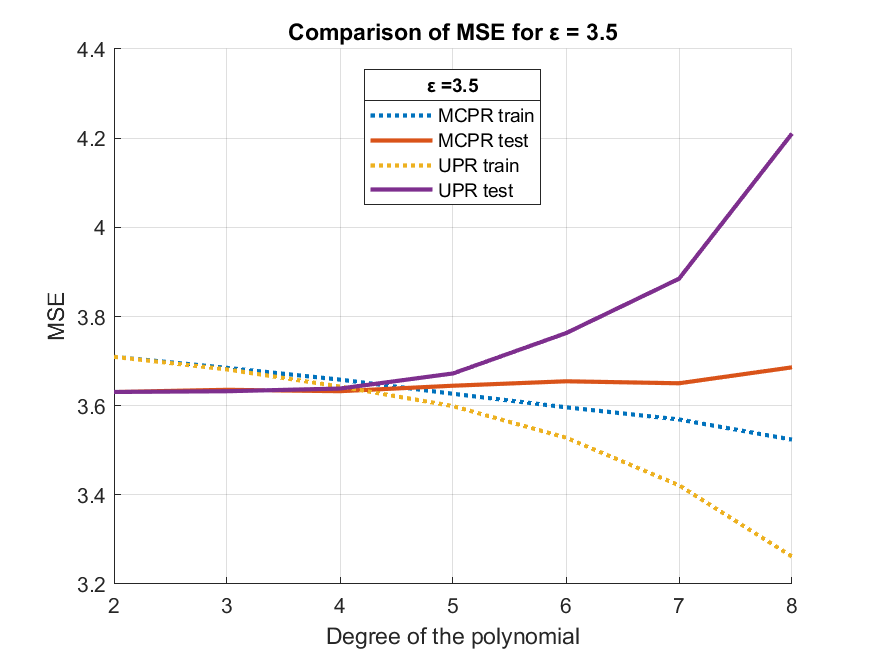 Comparison of MSE for ε = 3.5
4.4
4.2
4
3.8
3.6
3.4
3.2
MSE
ε =3.5
MCPR train
MCPR test
UPR train
UPR test
2 3 4 5 6 7 8
Degree of the polynomial